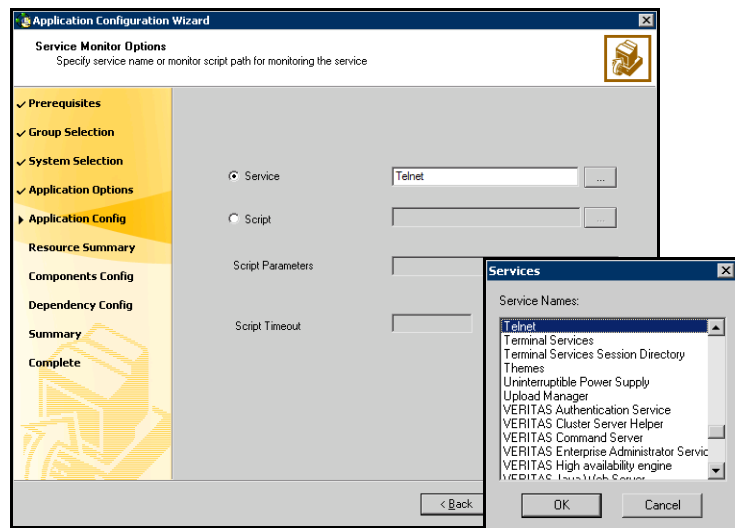 Application Configuration Wizard
Service Monitor Options
Specify service name or monitor script path for monitoring the service
Prerequisites
Group Selection
System Selection
Application Options
Application Config
Resource Summary
Components Config
Dependency Config
Summary
Complete
Service
Telnet
...
Script
...
Script Parameters
Script Timeout
< Back
Services
Service Names:
Telnet
Terminal Services
Terminal Services Session Directory
Themes
Uninterruptible Power Supply
Upload Manager
VERITAS Authentication Service
VERITAS Cluster Server Helper
VERITAS Command Server
VERITAS Enterprise Administrator Servic
VERITAS High availability engine
VERITAS Java Web Server
OK
Cancel